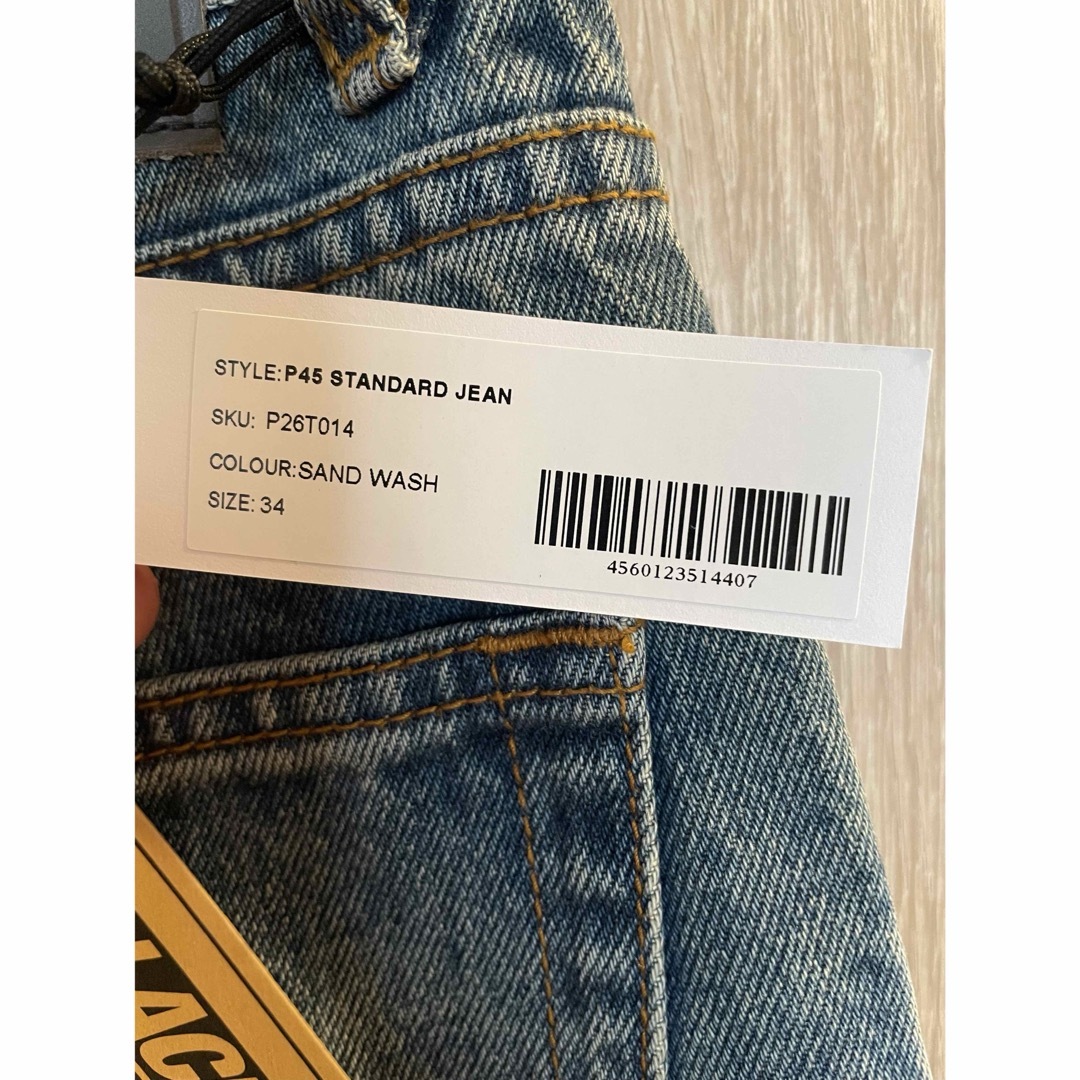 STYLE:P45 STANDARD JEAN
SKU: P26T014
COLOUR:SAND WASH
SIZE: 34
4560123514407